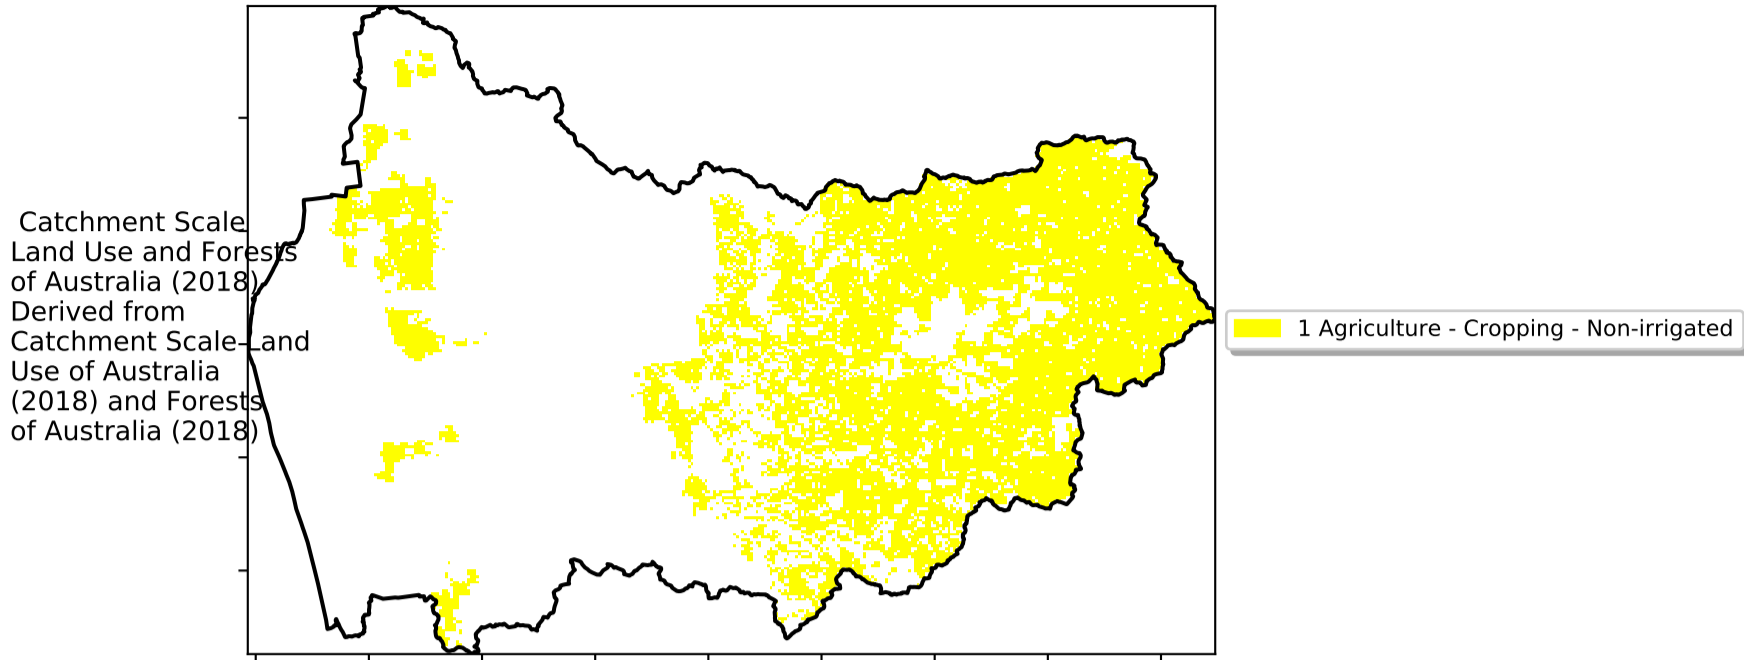 Catchment Scale
Land Use and Forests
of Australia (2018)
Derived from
Catchment Scale Land
Use of Australia
(2018) and Forests
of Australia (2018)
1 Agriculture - Cropping - Non-irrigated